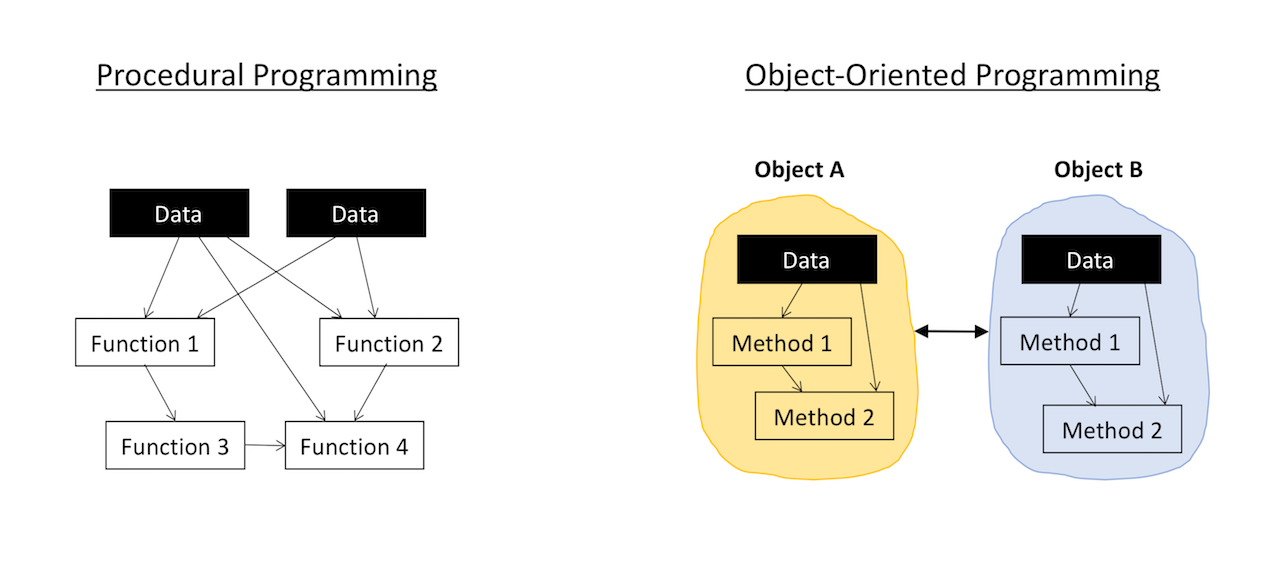 Procedural Programming
Data
Data
Function 1
Function 2
Function 3
Function 4
Object-Oriented Programming
Object A
Data
Method 1
Method 2
Object B
Data
Method 1
Method 2